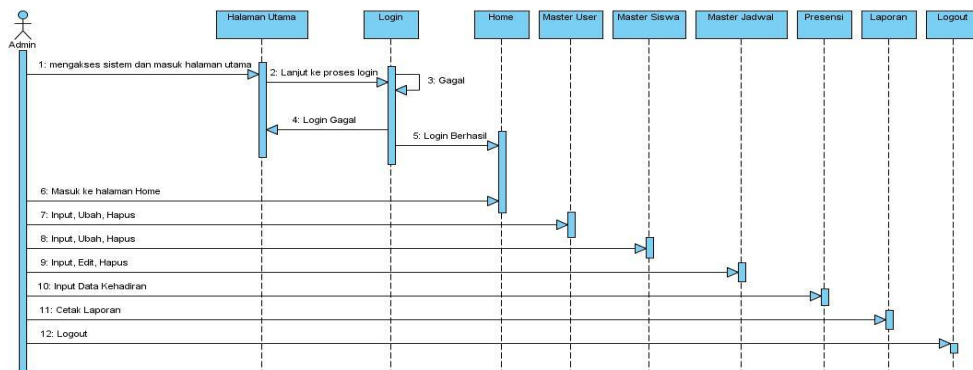 Halaman Utama
Login
Home
Master User
Master Siswa
Master Jadwal
Presensi
Laporan
Logout
Admin
1: mengakses sistem dan masuk halaman utama
2: Lanjut ke proses login
3: Gagal
4: Login Gagal
5: Login Berhasil
6: Masuk ke halaman Home
7: Input, Ubah, Hapus
8: Input, Ubah, Hapus
9: Input, Edit, Hapus
10: Input Data Kehadiran
11: Cetak Laporan
12: Logout